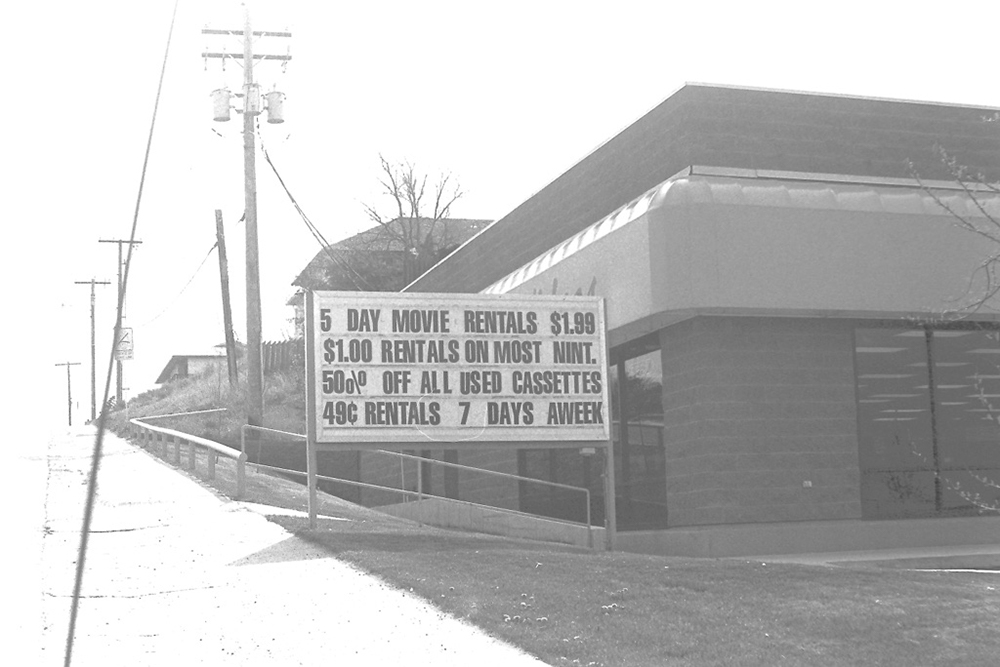 5 DAY MOVIE RENTALS $1.99
$1.00 RENTALS ON MOST NINT.
50% OFF ALL USED CASSETTES
49¢ RENTALS 7 DAYS AWEEK